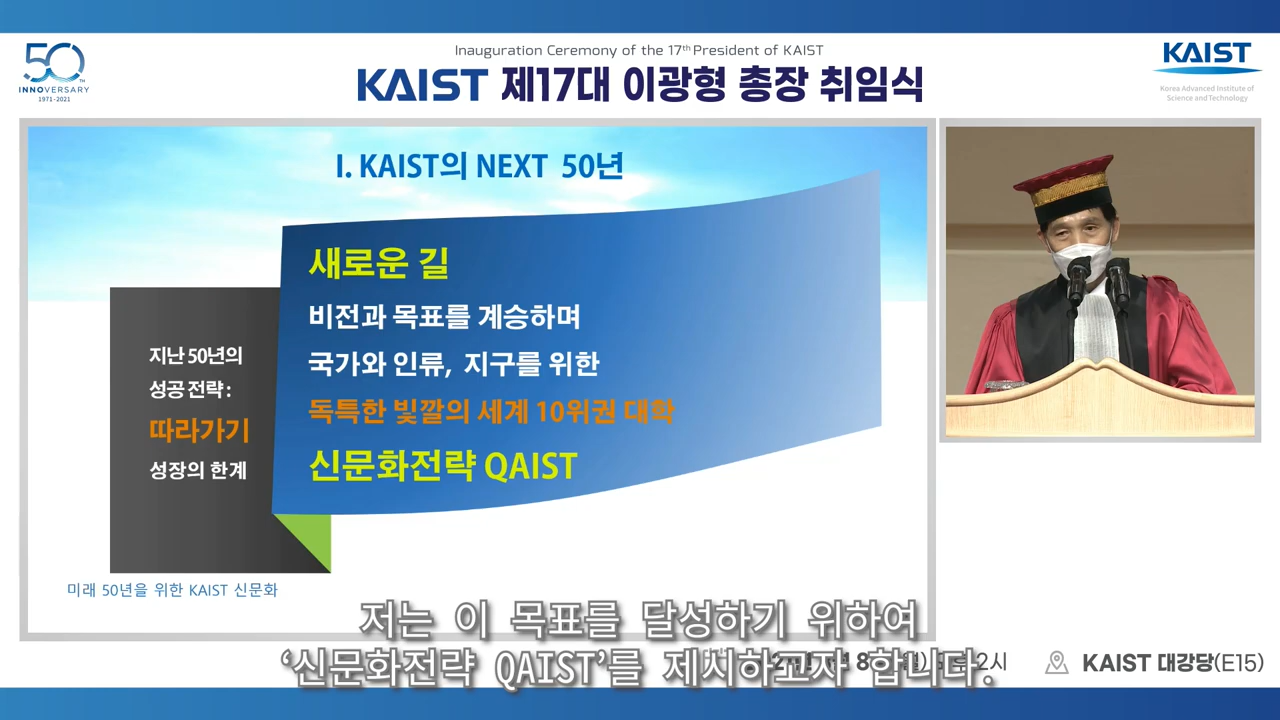 50 TH
INNOVERSARY
1971-2021
Inauguration Ceremony of the 17th President of KAIST
KAIST 제17대 이광형 총장 취임식
KAIST
Korea Advanced Institute of
Science and Technology
I. KAIST의 NEXT 50년
새로운 길
비전과 목표를 계승하며
국가와 인류, 지구를 위한
독특한 빛깔의 세계 10위권 대학
신문화전략 QAIST
지난 50년의
성공 전략 :
따라가기
성장의 한계
미래 50년을 위한 KAIST 신문화
저는 이 목표를 달성하기 위하여
‘신문화전략 QAIST’를 제시하고자 합니다.
2시
KAIST 대강당(E15)